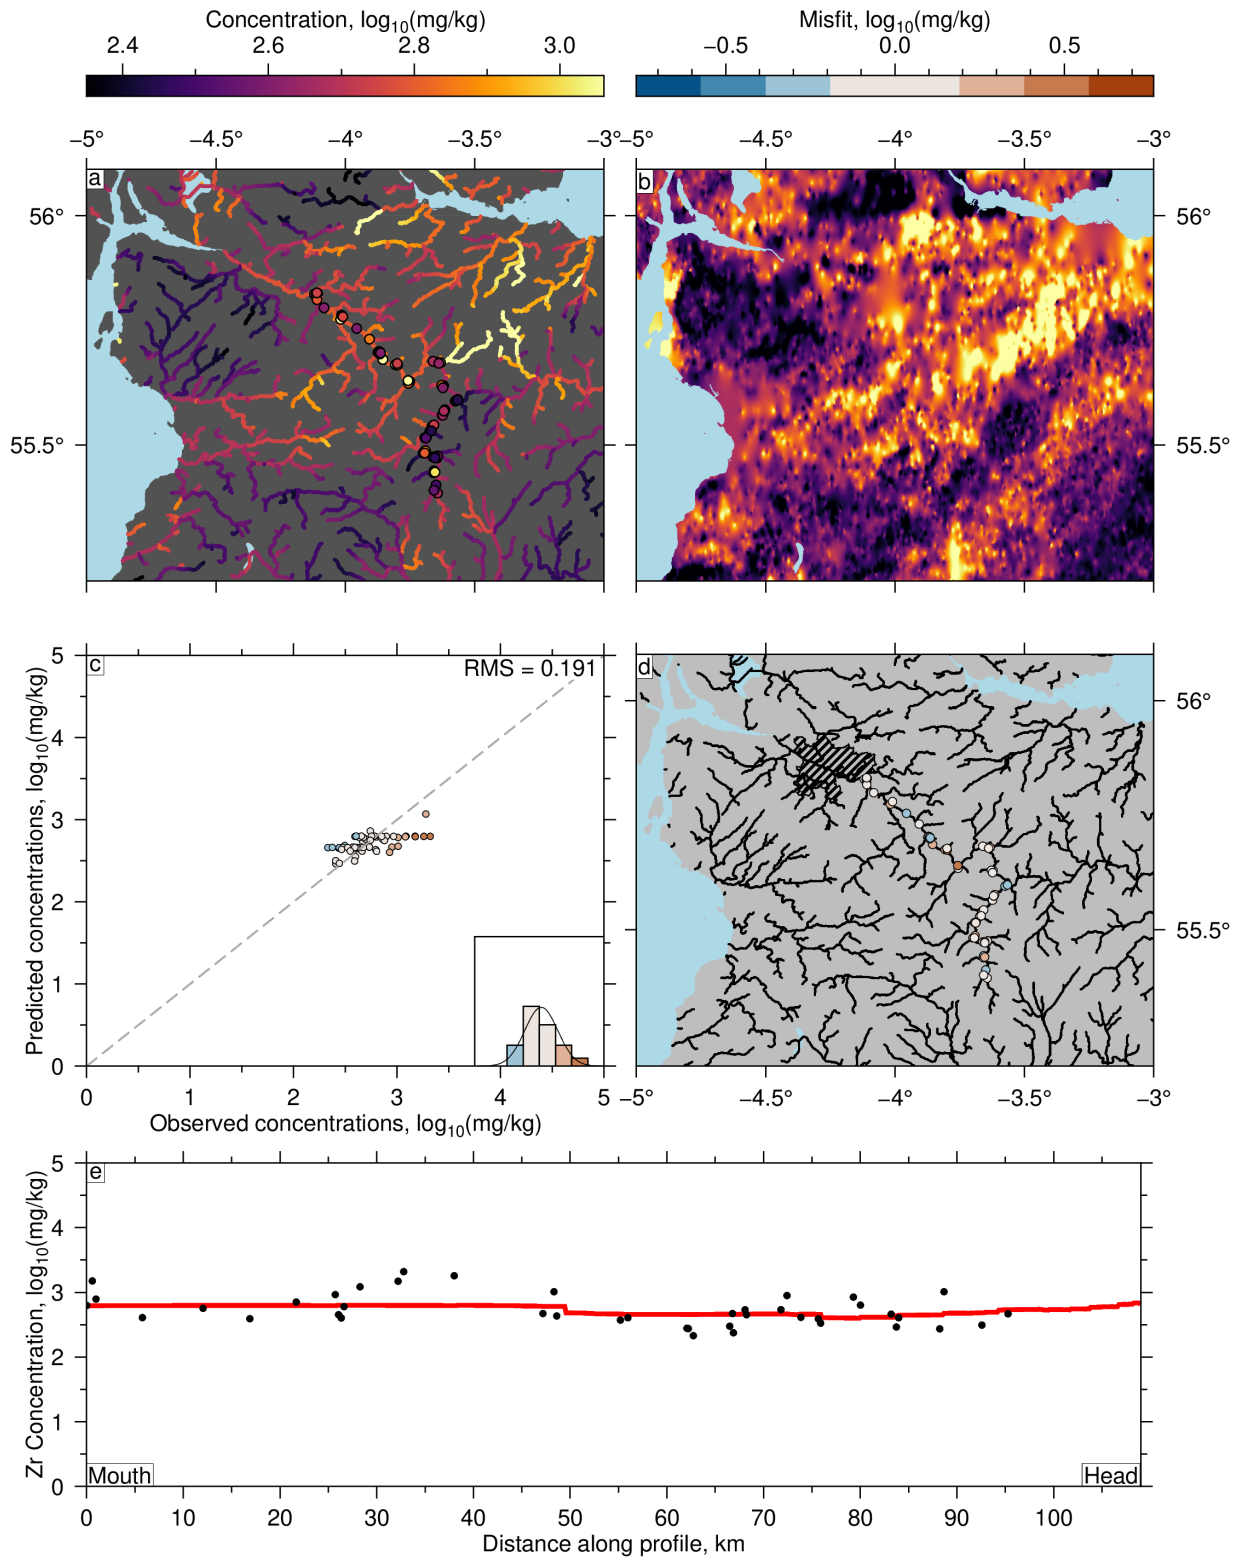 Concentration, log10(mg/kg)
2.4 2.6 2.8 3.0
Misfit, log10(mg/kg)
−0.5 0.0 0.5
−5° −4.5° −4° −3.5° −3°
−5° −4.5° −4° −3.5° −3°
a
56°
55.5°
b
56°
55.5°
c
RMS = 0.191
Predicted concentrations, log10(mg/kg)
5
4
3
2
1
0
0 1 2 3 4 5
Observed concentrations, log10(mg/kg)
d
56°
55.5°
−5° −4.5° −4° −3.5° −3°
e
Zr Concentration, log10(mg/kg)
5
4
3
2
1
0
Mouth
Head
0 10 20 30 40 50 60 70 80 90 100
Distance along profile, km